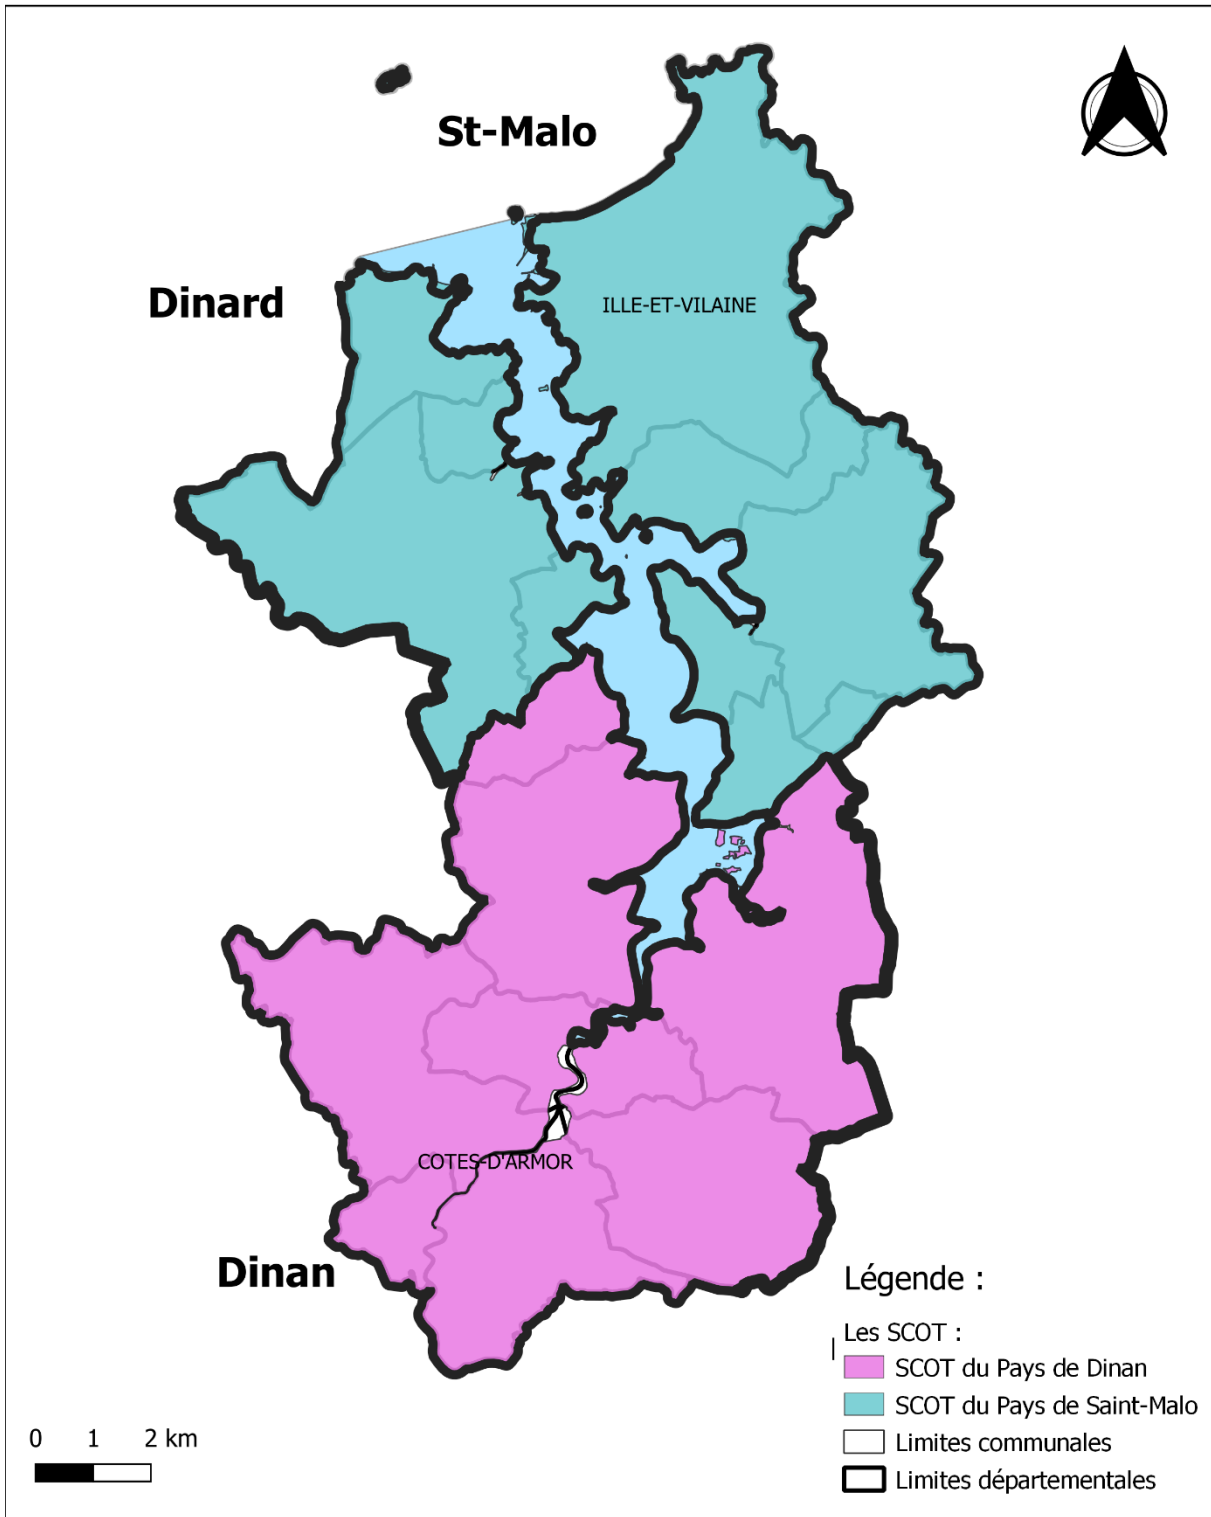 St-Malo
Dinard
ILLE-ET-VILAINE
COTES-D'ARMOR
Dinan
Légende :
Les SCOT :
SCOT du Pays de Dinan
SCOT du Pays de Saint-Malo
Limites communales
Limites départementales
0 1 2 km